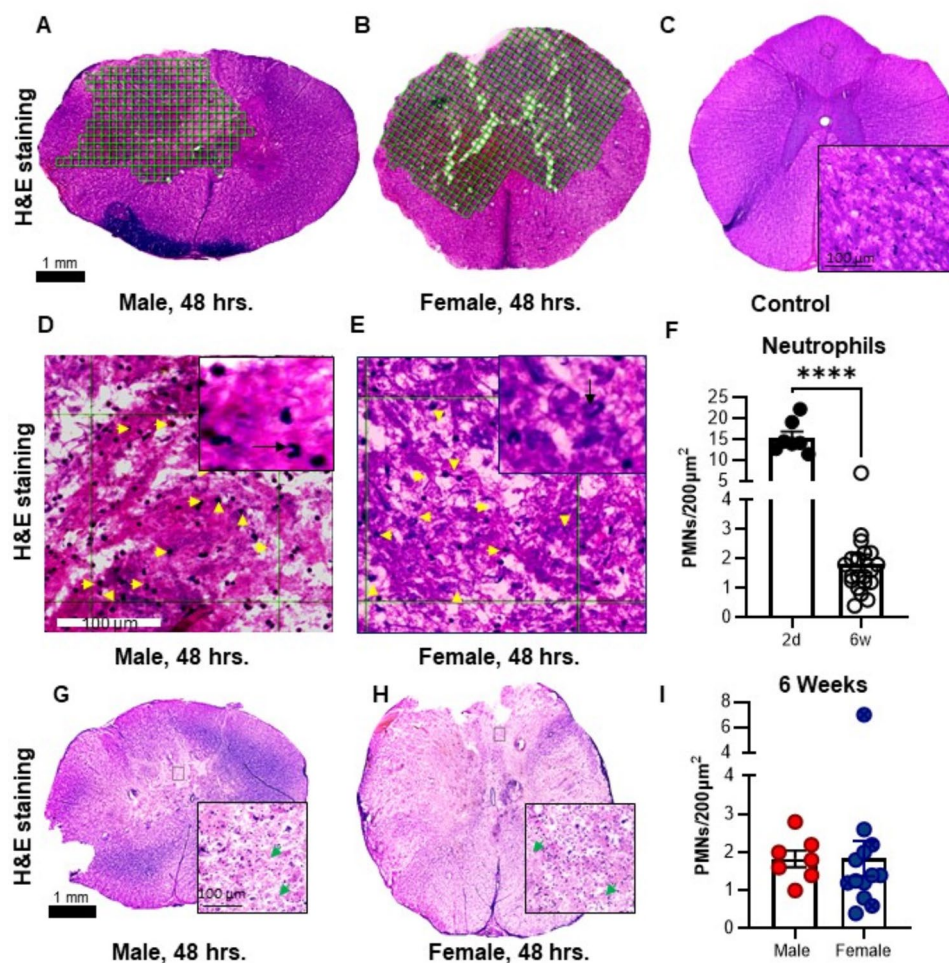 A
B
C
H&E staining
1 mm
100 µm
Male, 48 hrs.
Female, 48 hrs.
Control
D
E
F
H&E staining
100 µm
Male, 48 hrs.
Female, 48 hrs.
Neutrophils
****
PMNs/200µm²
25
20
15
10
5
4
3
2
1
0
2d
6w
G
H
I
H&E staining
1 mm
100 µm
Male, 48 hrs.
Female, 48 hrs.
6 Weeks
PMNs/200µm²
8
6
4
2
4
3
2
1
0
Male
Female